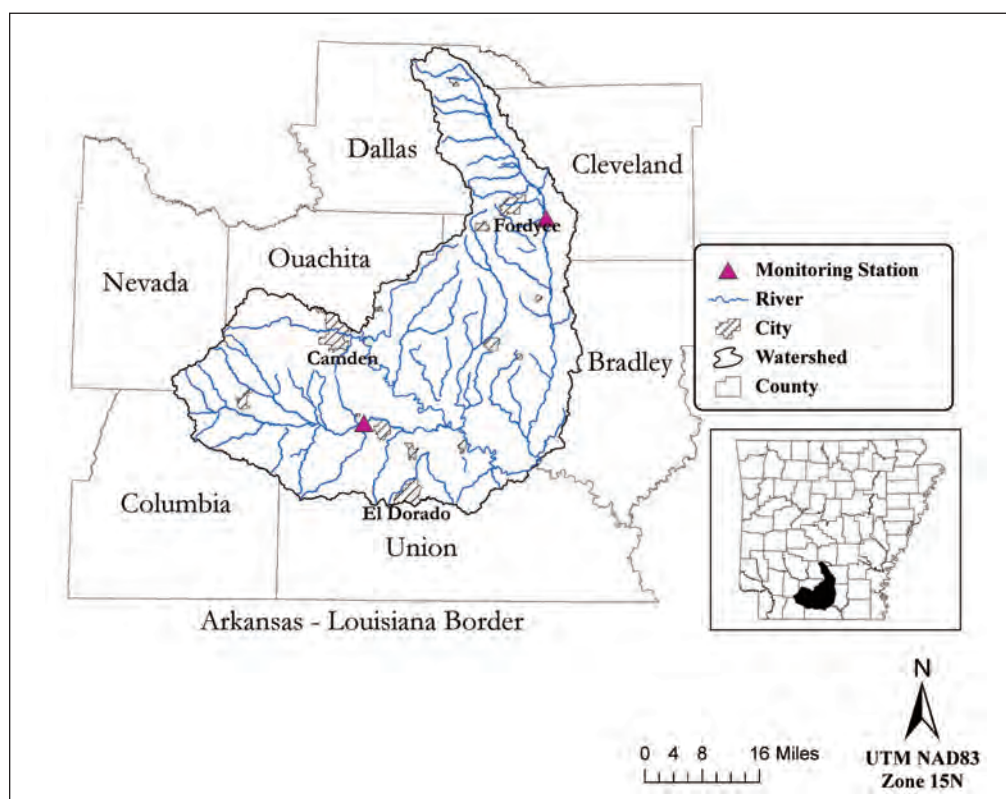 Dallas
Cleveland
Fordyce
Ouachita
Nevada
Camden
Bradley
Columbia
El Dorado
Union
Arkansas - Louisiana Border
Monitoring Station
River
City
Watershed
County
N
0 4 8 16 Miles
UTM NAD83
Zone 15N